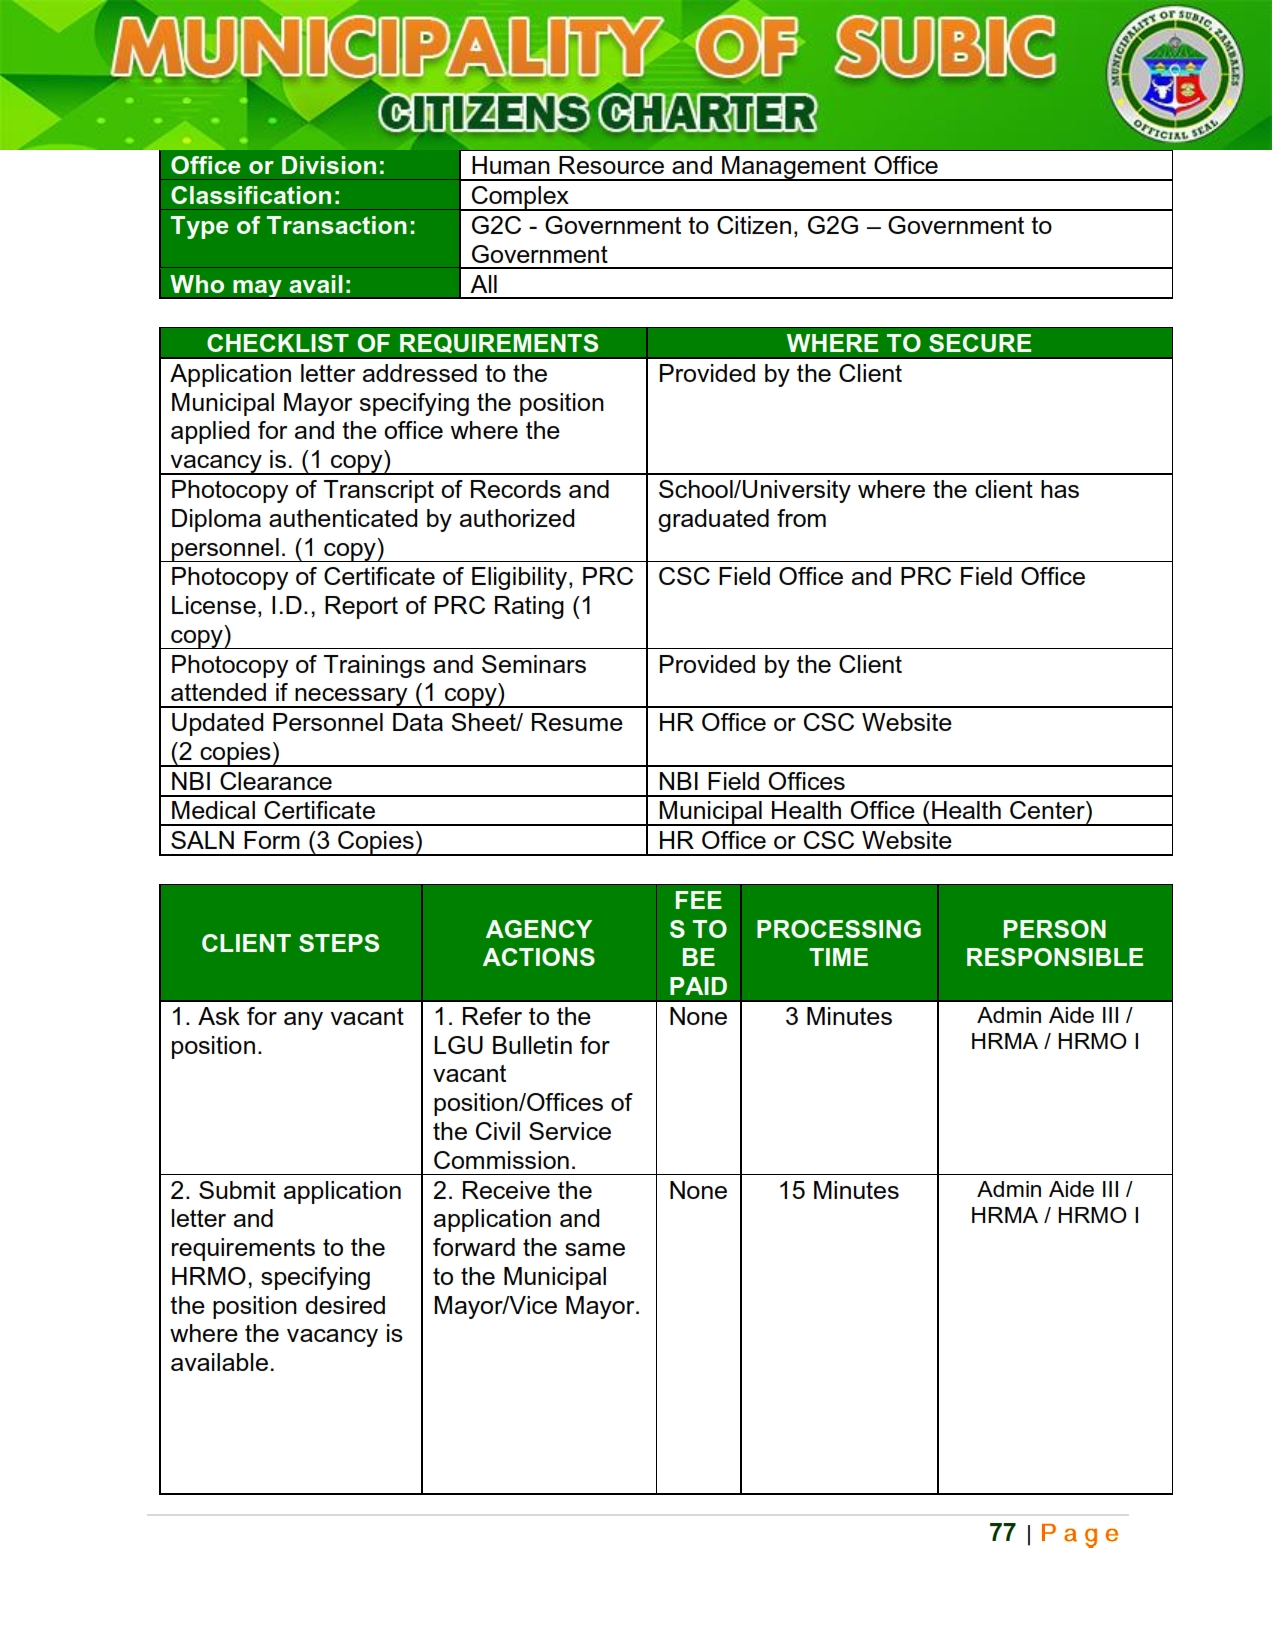 MUNICIPALITY OF SUBIC
CITIZENS CHARTER
MUNICIPALITY OF SUBIC, ZAMBALES
OFFICIAL SEAL
Office or Division: Human Resource and Management Office
Classification: Complex
Type of Transaction: G2C - Government to Citizen, G2G – Government to
Government
Who may avail: All
CHECKLIST OF REQUIREMENTS WHERE TO SECURE
Application letter addressed to the
Municipal Mayor specifying the position
applied for and the office where the
vacancy is. (1 copy)
Provided by the Client
Photocopy of Transcript of Records and
Diploma authenticated by authorized
personnel. (1 copy)
School/University where the client has
graduated from
Photocopy of Certificate of Eligibility, PRC
License, I.D., Report of PRC Rating (1
copy)
CSC Field Office and PRC Field Office
Photocopy of Trainings and Seminars
attended if necessary (1 copy)
Provided by the Client
Updated Personnel Data Sheet/ Resume
(2 copies)
HR Office or CSC Website
NBI Clearance NBI Field Offices
Medical Certificate Municipal Health Office (Health Center)
SALN Form (3 Copies) HR Office or CSC Website
CLIENT STEPS
AGENCY
ACTIONS
FEE
S TO
BE
PAID
PROCESSING
TIME
PERSON
RESPONSIBLE
1. Ask for any vacant
position.
1. Refer to the
LGU Bulletin for
vacant
position/Offices of
the Civil Service
Commission.
None
3 Minutes
Admin Aide III /
HRMA / HRMO I
2. Submit application
letter and
requirements to the
HRMO, specifying
the position desired
where the vacancy is
available.
2. Receive the
application and
forward the same
to the Municipal
Mayor/Vice Mayor.
None
15 Minutes
Admin Aide III /
HRMA / HRMO I
77 | Page